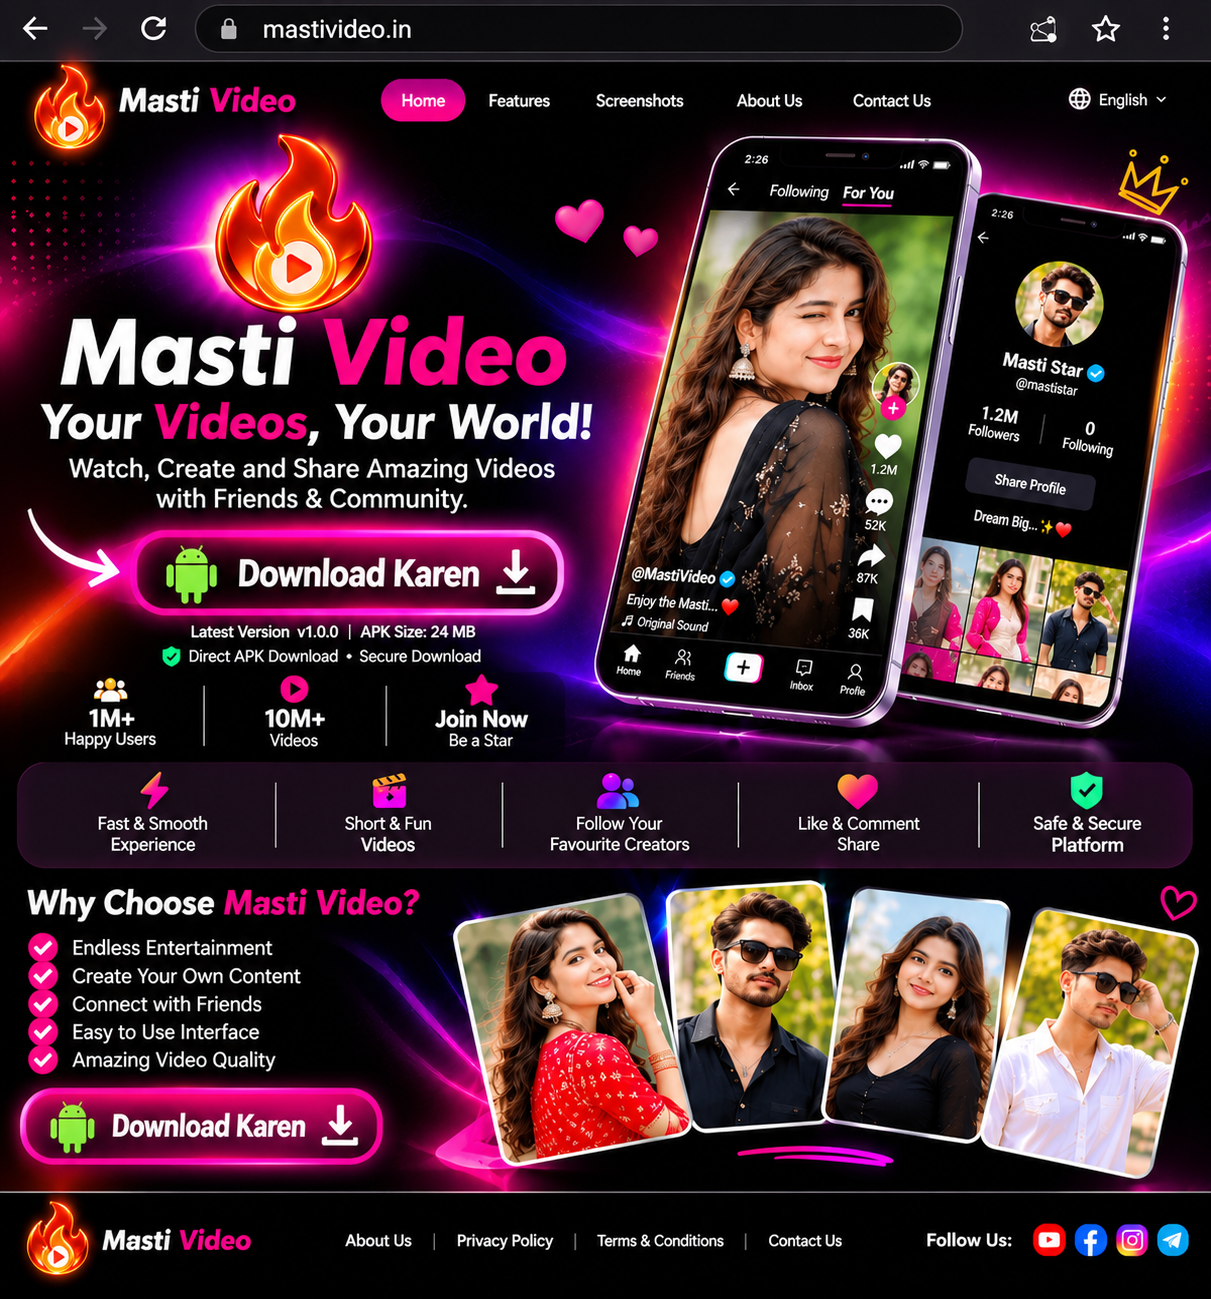 mastivideo.in
Masti Video
Home
Features
Screenshots
About Us
Contact Us
English
Masti Video
Your Videos, Your World!
Watch, Create and Share Amazing Videos
with Friends & Community.
Download Karen
Latest Version v1.0.0 | APK Size: 24 MB
Direct APK Download • Secure Download
1M+
Happy Users
10M+
Videos
Join Now
Be a Star
2:26
Following
For You
1.2M
52K
87K
36K
@MastiVideo
Enjoy the Masti...
Original Sound
Home
Friends
Inbox
Profile
2:26
Masti Star
@mastistar
1.2M
Followers
0
Following
Share Profile
Dream Big...
Fast & Smooth
Experience
Short & Fun
Videos
Follow Your
Favourite Creators
Like & Comment
Share
Safe & Secure
Platform
Why Choose Masti Video?
Endless Entertainment
Create Your Own Content
Connect with Friends
Easy to Use Interface
Amazing Video Quality
Download Karen
Masti Video
About Us | Privacy Policy | Terms & Conditions | Contact Us
Follow Us: